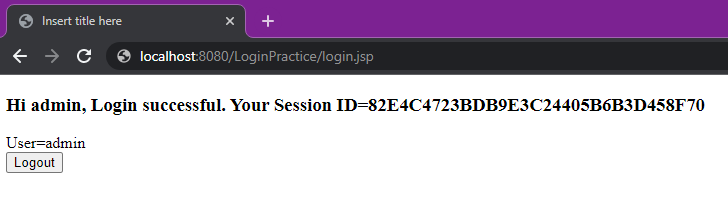 Insert title here
localhost:8080/LoginPractice/login.jsp
Hi admin, Login successful. Your Session ID=82E4C4723BDB9E3C24405B6B3D458F70
User=admin
Logout